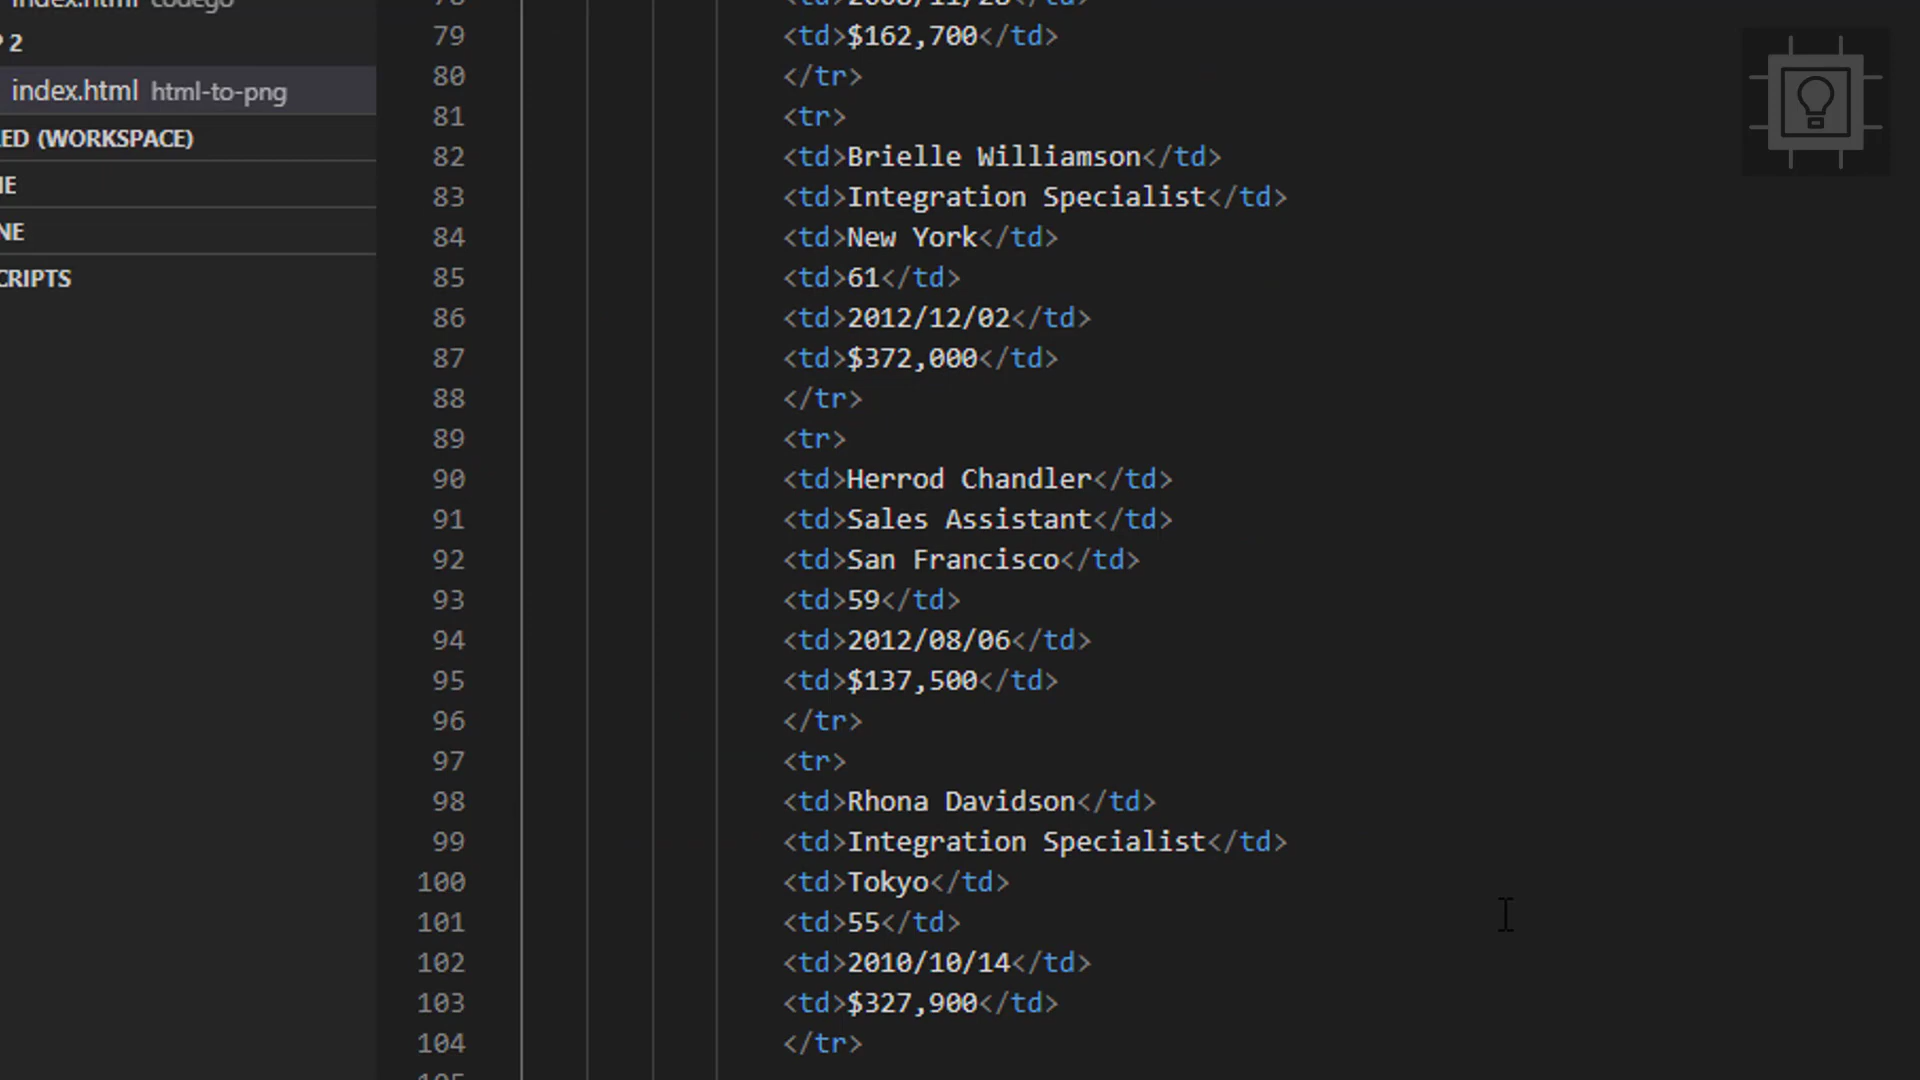 index.html codego
P 2
index.html html-to-png
ED (WORKSPACE)
NE
CRIPTS
79 <td>$162,700</td>
80 </tr>
81 <tr>
82 <td>Brielle Williamson</td>
83 <td>Integration Specialist</td>
84 <td>New York</td>
85 <td>61</td>
86 <td>2012/12/02</td>
87 <td>$372,000</td>
88 </tr>
89 <tr>
90 <td>Herrod Chandler</td>
91 <td>Sales Assistant</td>
92 <td>San Francisco</td>
93 <td>59</td>
94 <td>2012/08/06</td>
95 <td>$137,500</td>
96 </tr>
97 <tr>
98 <td>Rhona Davidson</td>
99 <td>Integration Specialist</td>
100 <td>Tokyo</td>
101 <td>55</td>
102 <td>2010/10/14</td>
103 <td>$327,900</td>
104 </tr>